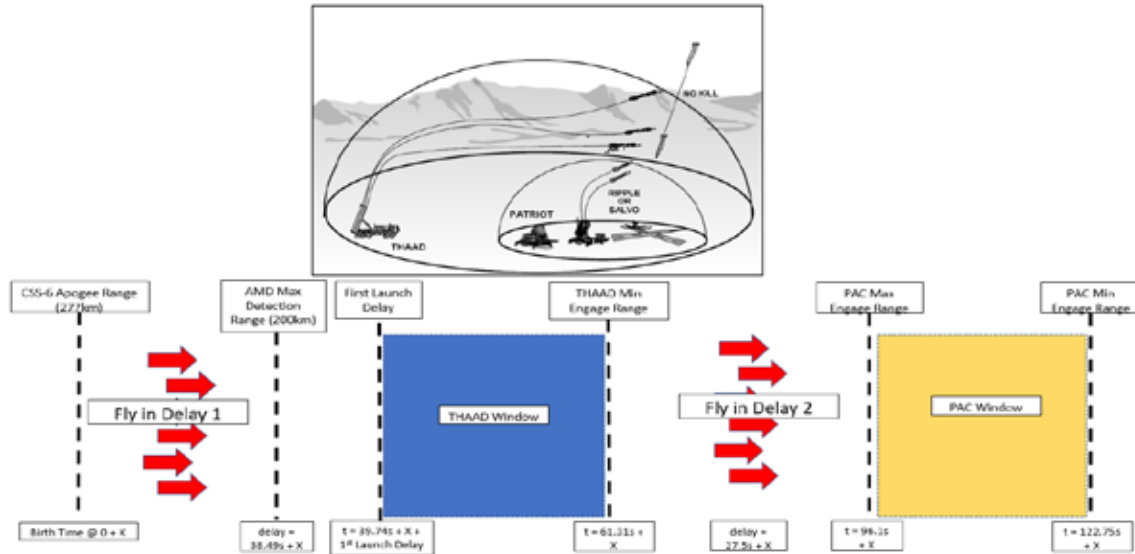 NO KILL
RIPPLE
OR
SALVO
PATRIOT
THAAD
CSS-6 Apogee Range
(277km)
AMD Max
Detection
Range (200km)
First Launch
Delay
THAAD Min
Engage Range
PAC Max
Engage Range
PAC Min
Engage Range
Fly in Delay 1
THAAD Window
Fly in Delay 2
PAC Window
Birth Time @ 0 + X
delay =
38.49s + X
t = 39.74s + X +
1st Launch Delay
t = 61.31s +
X
delay =
27.5s + X
+ X
t = 122.75s
+ X